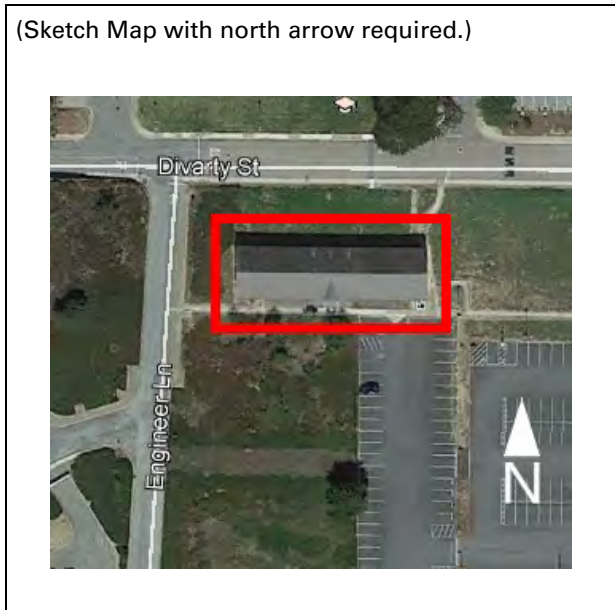 (Sketch Map with north arrow required.)
Divarty St
Engineer Ln
N